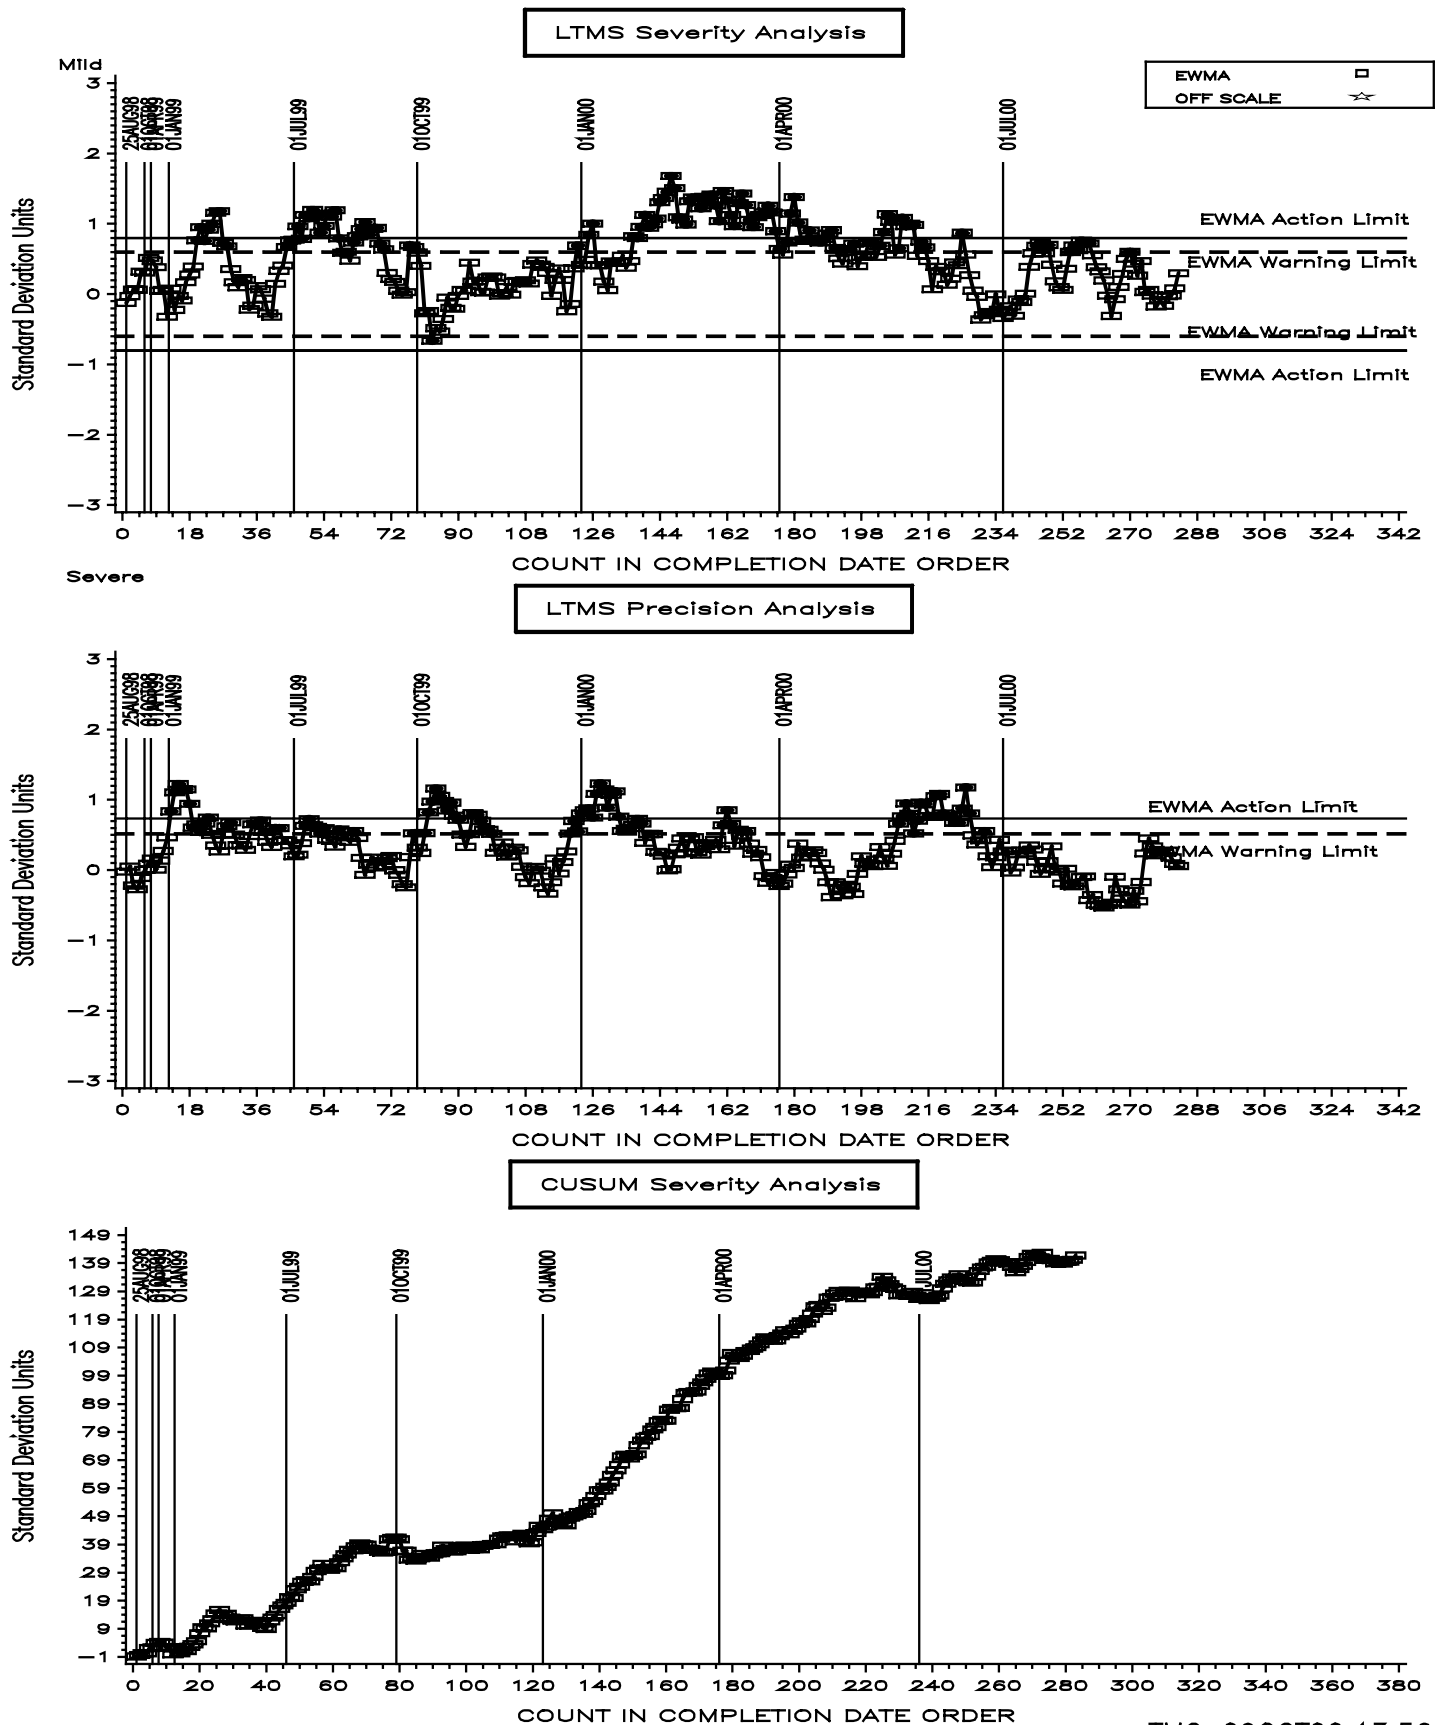 LTMS Severity Analysis
Mild
EWMA
OFF SCALE
3
2
1
0
−1
−2
−3
Standard Deviation Units
25AUG98
01APR99
01JAN99
01JUL99
01OCT99
01JAN00
01APR00
01JUL00
EWMA Action Limit
EWMA Warning Limit
EWMA Warning Limit
EWMA Action Limit
0 18 36 54 72 90 108 126 144 162 180 198 216 234 252 270 288 306 324 342
COUNT IN COMPLETION DATE ORDER
Severe
LTMS Precision Analysis
3
2
1
0
−1
−2
−3
Standard Deviation Units
25AUG98
01JAN99
01JUL99
01OCT99
01JAN00
01APR00
01JUL00
EWMA Action Limit
Warning Limit
0 18 36 54 72 90 108 126 144 162 180 198 216 234 252 270 288 306 324 342
COUNT IN COMPLETION DATE ORDER
CUSUM Severity Analysis
149
139
129
119
109
99
89
79
69
59
49
39
29
19
9
−1
Standard Deviation Units
25AUG98
01JAN99
01JUL99
01OCT99
01JAN00
01APR00
0 20 40 60 80 100 120 140 160 180 200 220 240 260 280 300 320 340 360 380
COUNT IN COMPLETION DATE ORDER